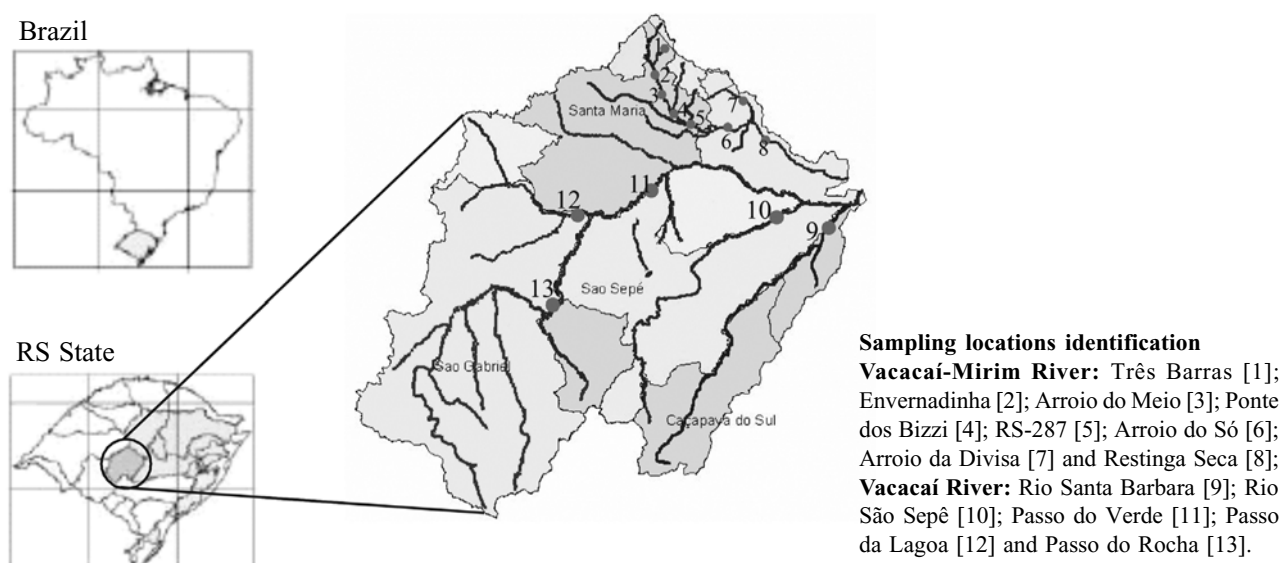 Brazil
RS State
1
2
3
4
5
6
7
8
Santa Maria
11
12
10
9
Sao Sepé
13
Sao Gabriel
Caçapava do Sul
Sampling locations identification
Vacacaí-Mirim River: Três Barras [1];
Envernadinha [2]; Arroio do Meio [3]; Ponte
dos Bizzi [4]; RS-287 [5]; Arroio do Só [6];
Arroio da Divisa [7] and Restinga Seca [8];
Vacacaí River: Rio Santa Barbara [9]; Rio
São Sepê [10]; Passo do Verde [11]; Passo
da Lagoa [12] and Passo do Rocha [13].